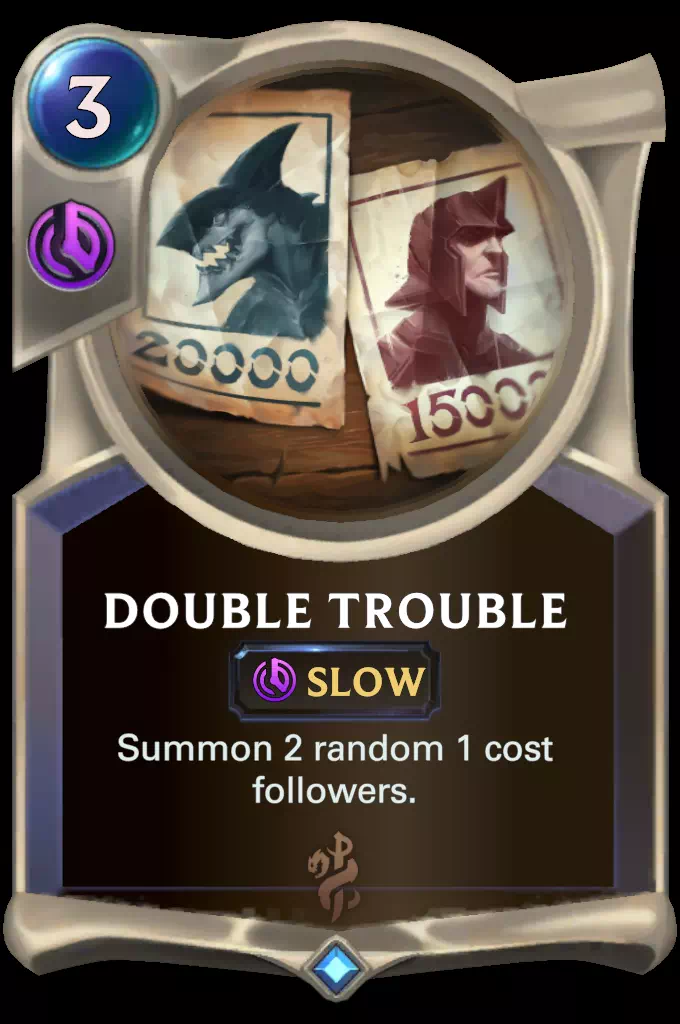 3
20000
1500
DOUBLE TROUBLE
SLOW
Summon 2 random 1 cost
followers.